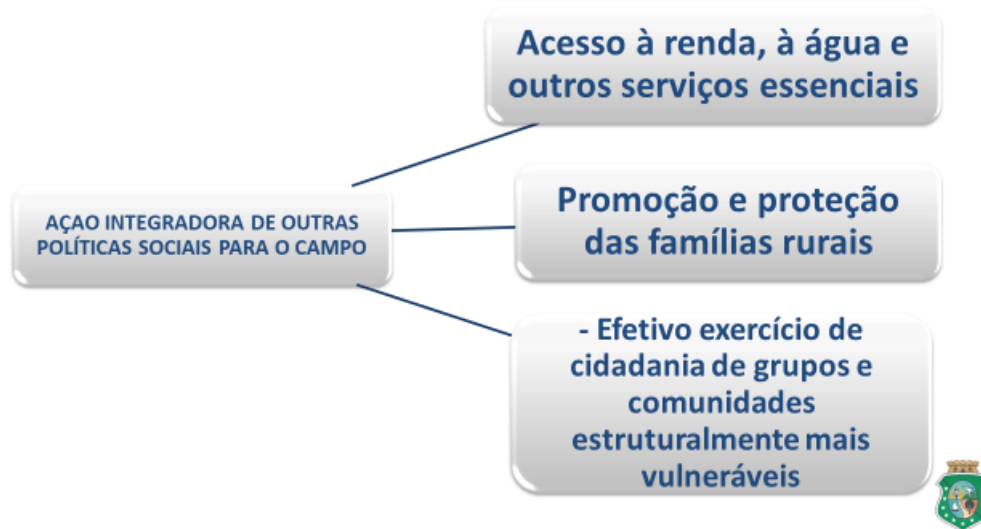 Acesso à renda, à água e
outros serviços essenciais
AÇAO INTEGRADORA DE OUTRAS
POLÍTICAS SOCIAIS PARA O CAMPO
Promoção e proteção
das famílias rurais
- Efetivo exercício de
cidadania de grupos e
comunidades
estruturalmente mais
vulneráveis